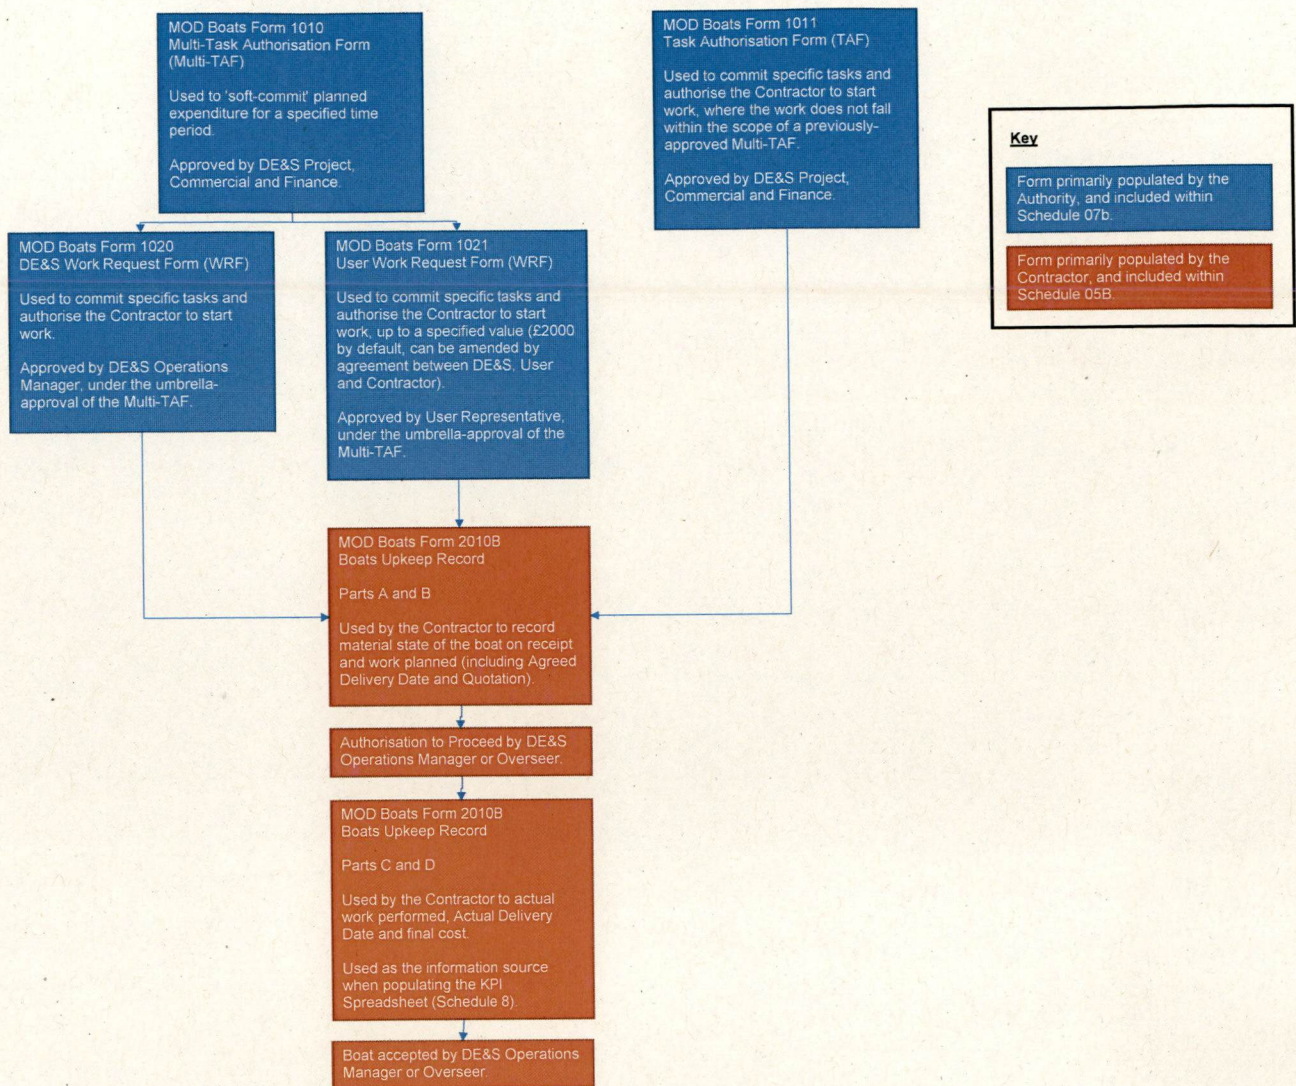 MOD Boats Form 1010
Multi-Task Authorisation Form
(Multi-TAF)
Used to 'soft-commit' planned
expenditure for a specified time
period.
Approved by DE&S Project,
Commercial and Finance.
MOD Boats Form 1011
Task Authorisation Form (TAF)
Used to commit specific tasks and
authorise the Contractor to start
work, where the work does not fall
within the scope of a previously-
approved Multi-TAF.
Approved by DE&S Project,
Commercial and Finance.
Key
Form primarily populated by the
Authority, and included within
Schedule 07b.
Form primarily populated by the
Contractor, and included within
Schedule 05B.
MOD Boats Form 1020
DE&S Work Request Form (WRF)
Used to commit specific tasks and
authorise the Contractor to start
work.
Approved by DE&S Operations
Manager, under the umbrella-
approval of the Multi-TAF.
MOD Boats Form 1021
User Work Request Form (WRF)
Used to commit specific tasks and
authorise the Contractor to start
work, up to a specified value (£2000
by default, can be amended by
agreement between DE&S, User
and Contractor).
Approved by User Representative,
under the umbrella-approval of the
Multi-TAF.
MOD Boats Form 2010B
Boats Upkeep Record
Parts A and B
Used by the Contractor to record
material state of the boat on receipt
and work planned (including Agreed
Delivery Date and Quotation).
Authorisation to Proceed by DE&S
Operations Manager or Overseer.
MOD Boats Form 2010B
Boats Upkeep Record
Parts C and D
Used by the Contractor to actual
work performed, Actual Delivery
Date and final cost.
Used as the information source
when populating the KPI
Spreadsheet (Schedule 8).
Boat accepted by DE&S Operations
Manager or Overseer.